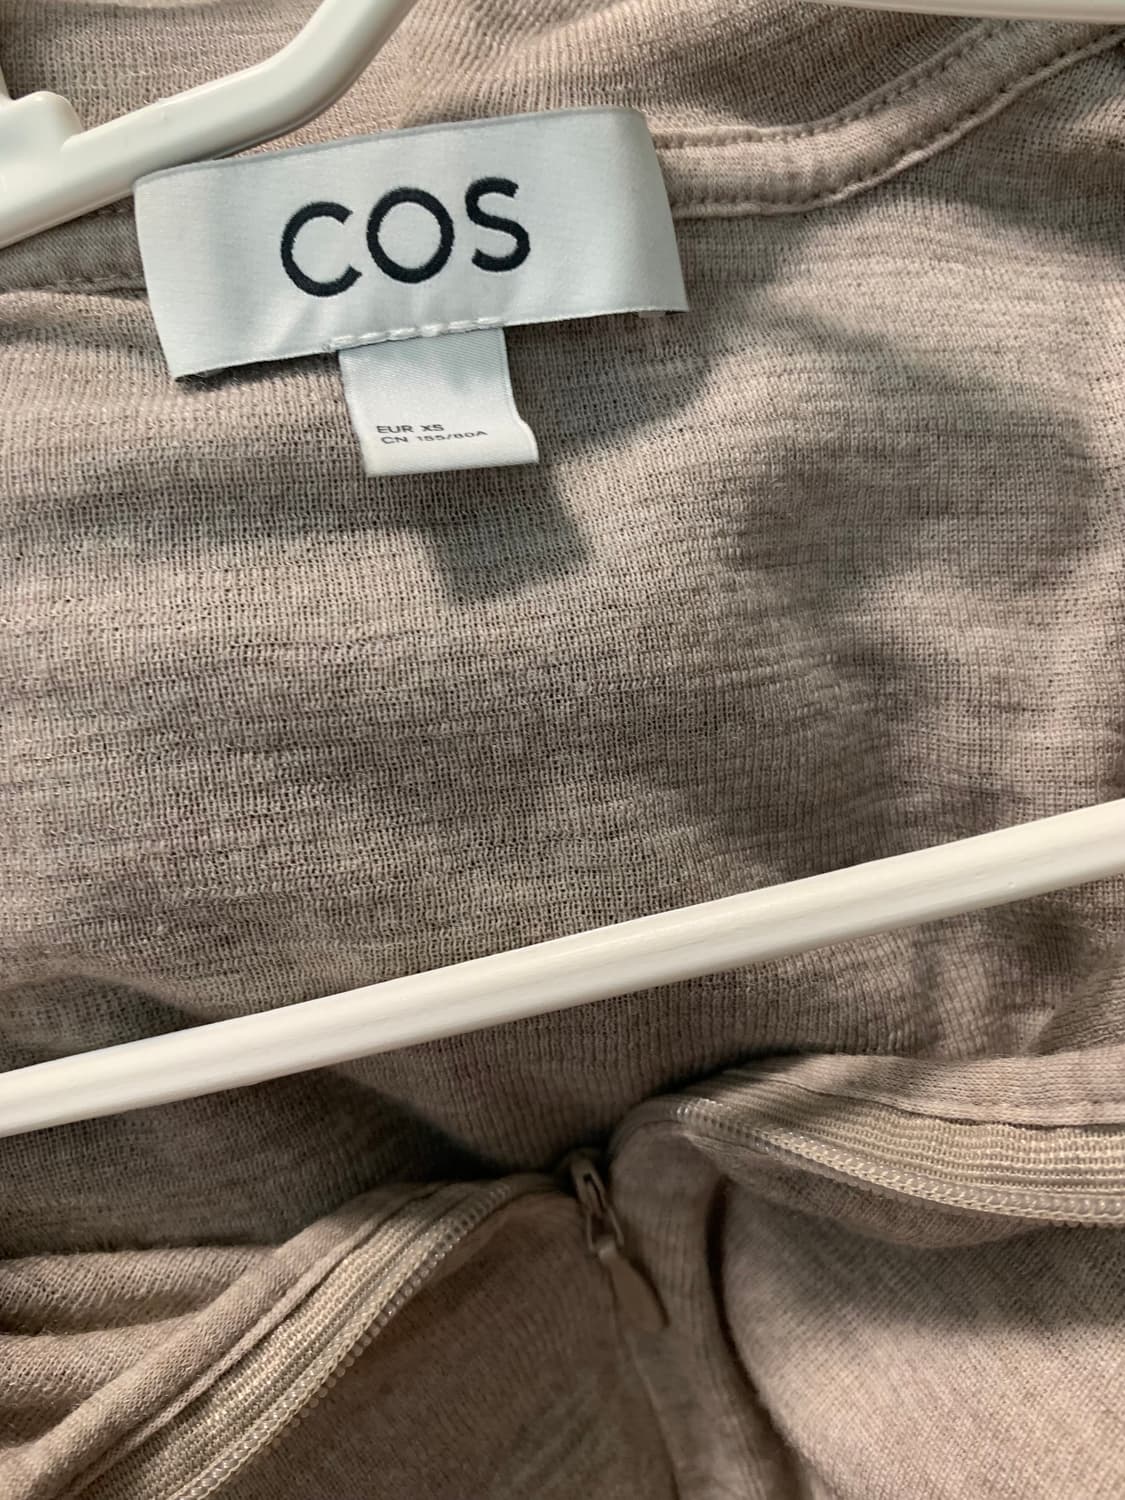 COS
EUR XS
CN 155/80A